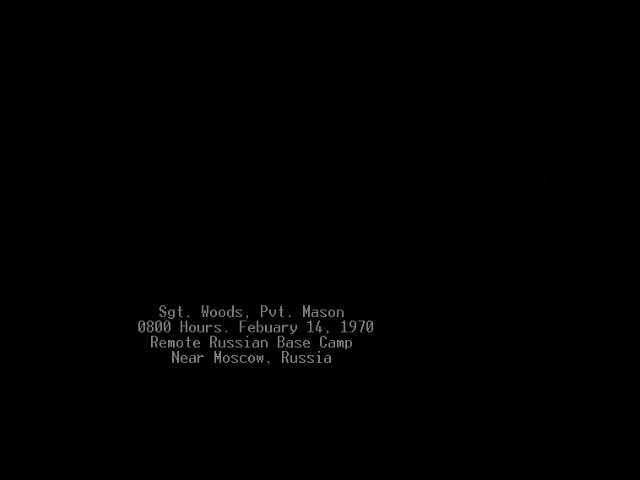 Sgt. Woods, Pvt. Mason
0800 Hours. Febuary 14, 1970
Remote Russian Base Camp
Near Moscow, Russia